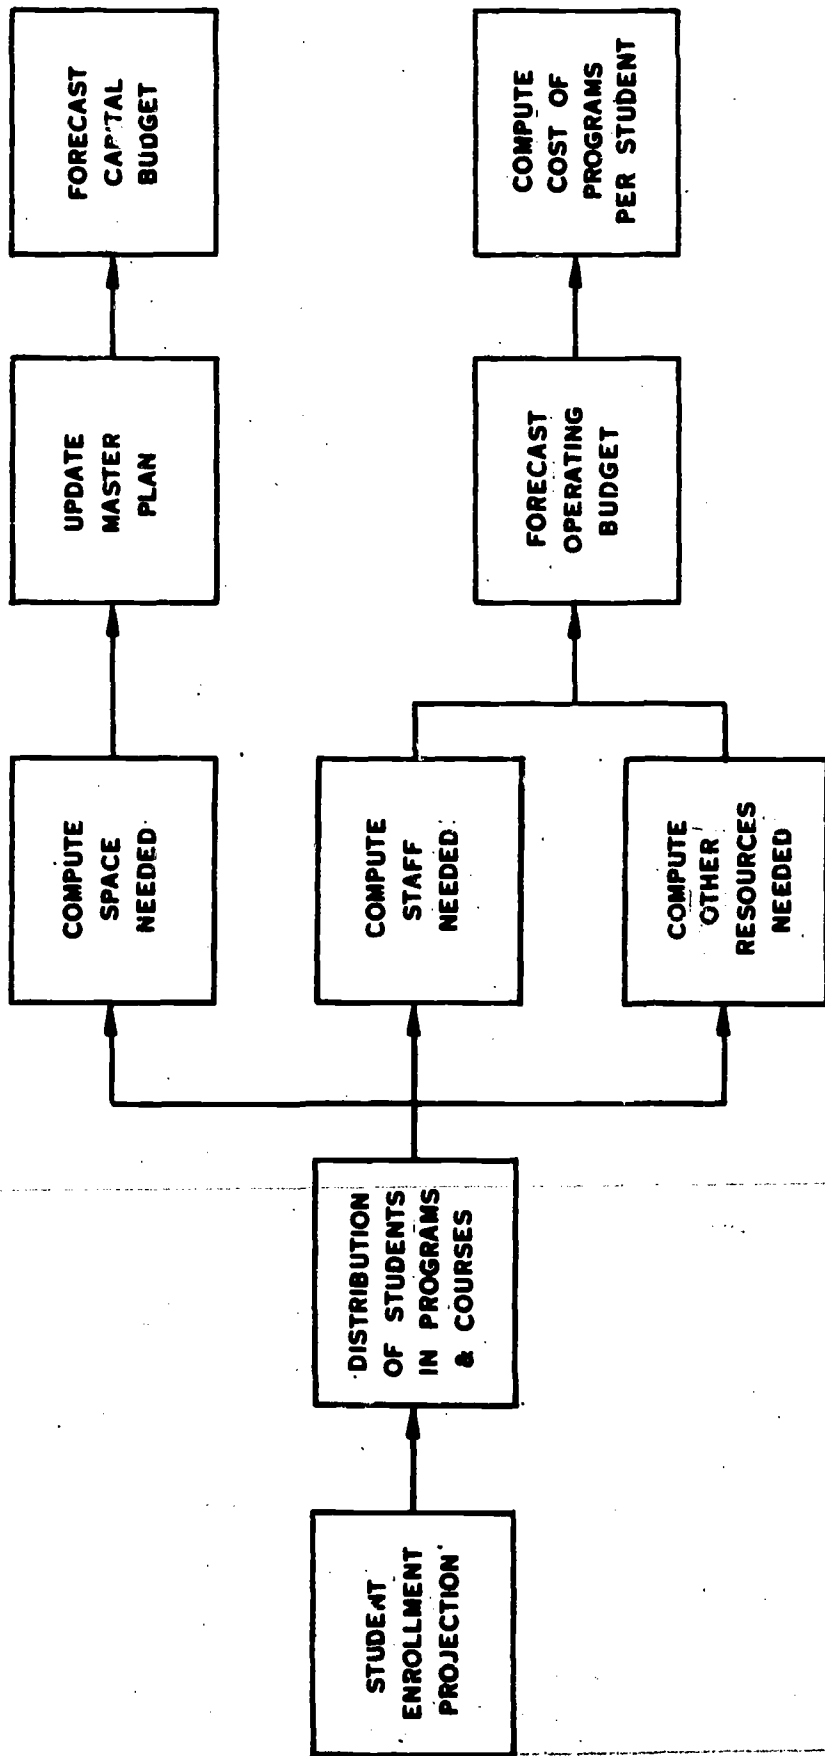 STUDENT
ENROLLMENT
PROJECTION
DISTRIBUTION
OF STUDENTS
IN PROGRAMS
& COURSES
COMPUTE
SPACE
NEEDED
UPDATE
MASTER
PLAN
FORECAST
CAPITAL
BUDGET
COMPUTE
STAFF
NEEDED
COMPUTE
OTHER
RESOURCES
NEEDED
FORECAST
OPERATING
BUDGET
COMPUTE
COST OF
PROGRAMS
PER STUDENT